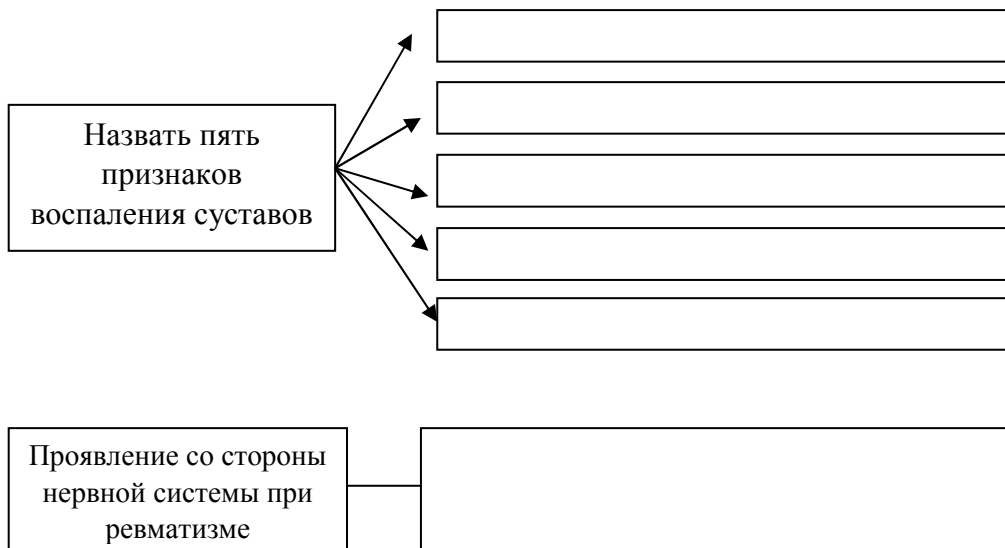 Назвать пять
признаков
воспаления суставов
Проявление со стороны
нервной системы при
ревматизме